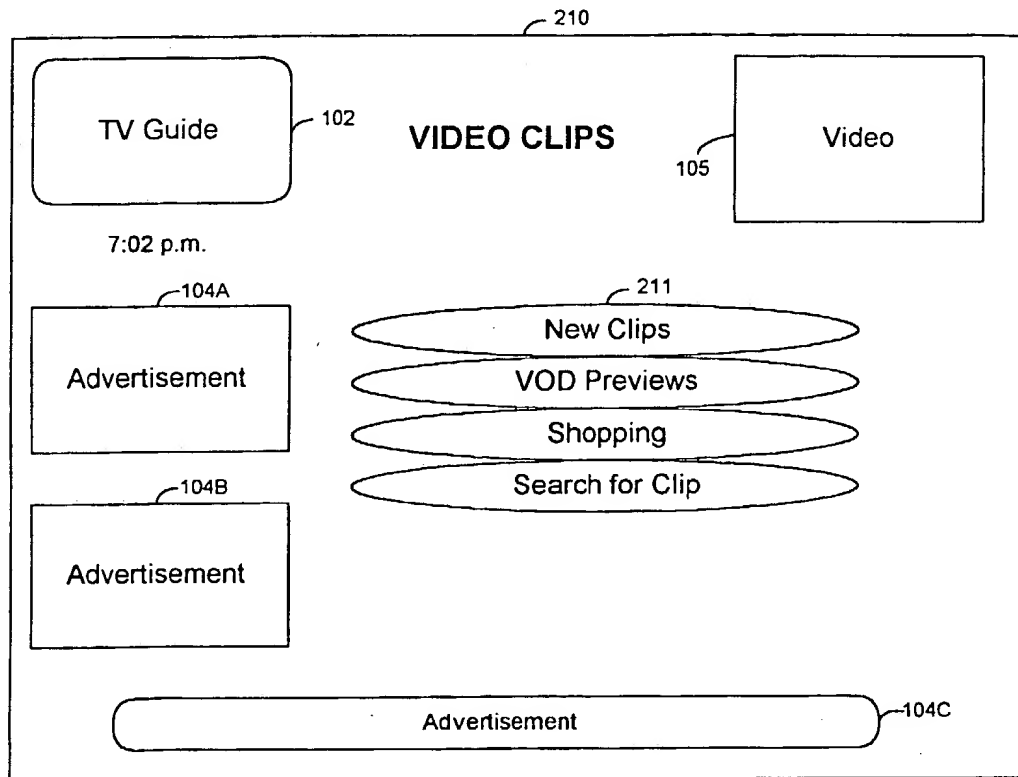 210
TV Guide
102
VIDEO CLIPS
105
Video
7:02 p.m.
104A
Advertisement
211
New Clips
VOD Previews
Shopping
Search for Clip
104B
Advertisement
Advertisement
104C